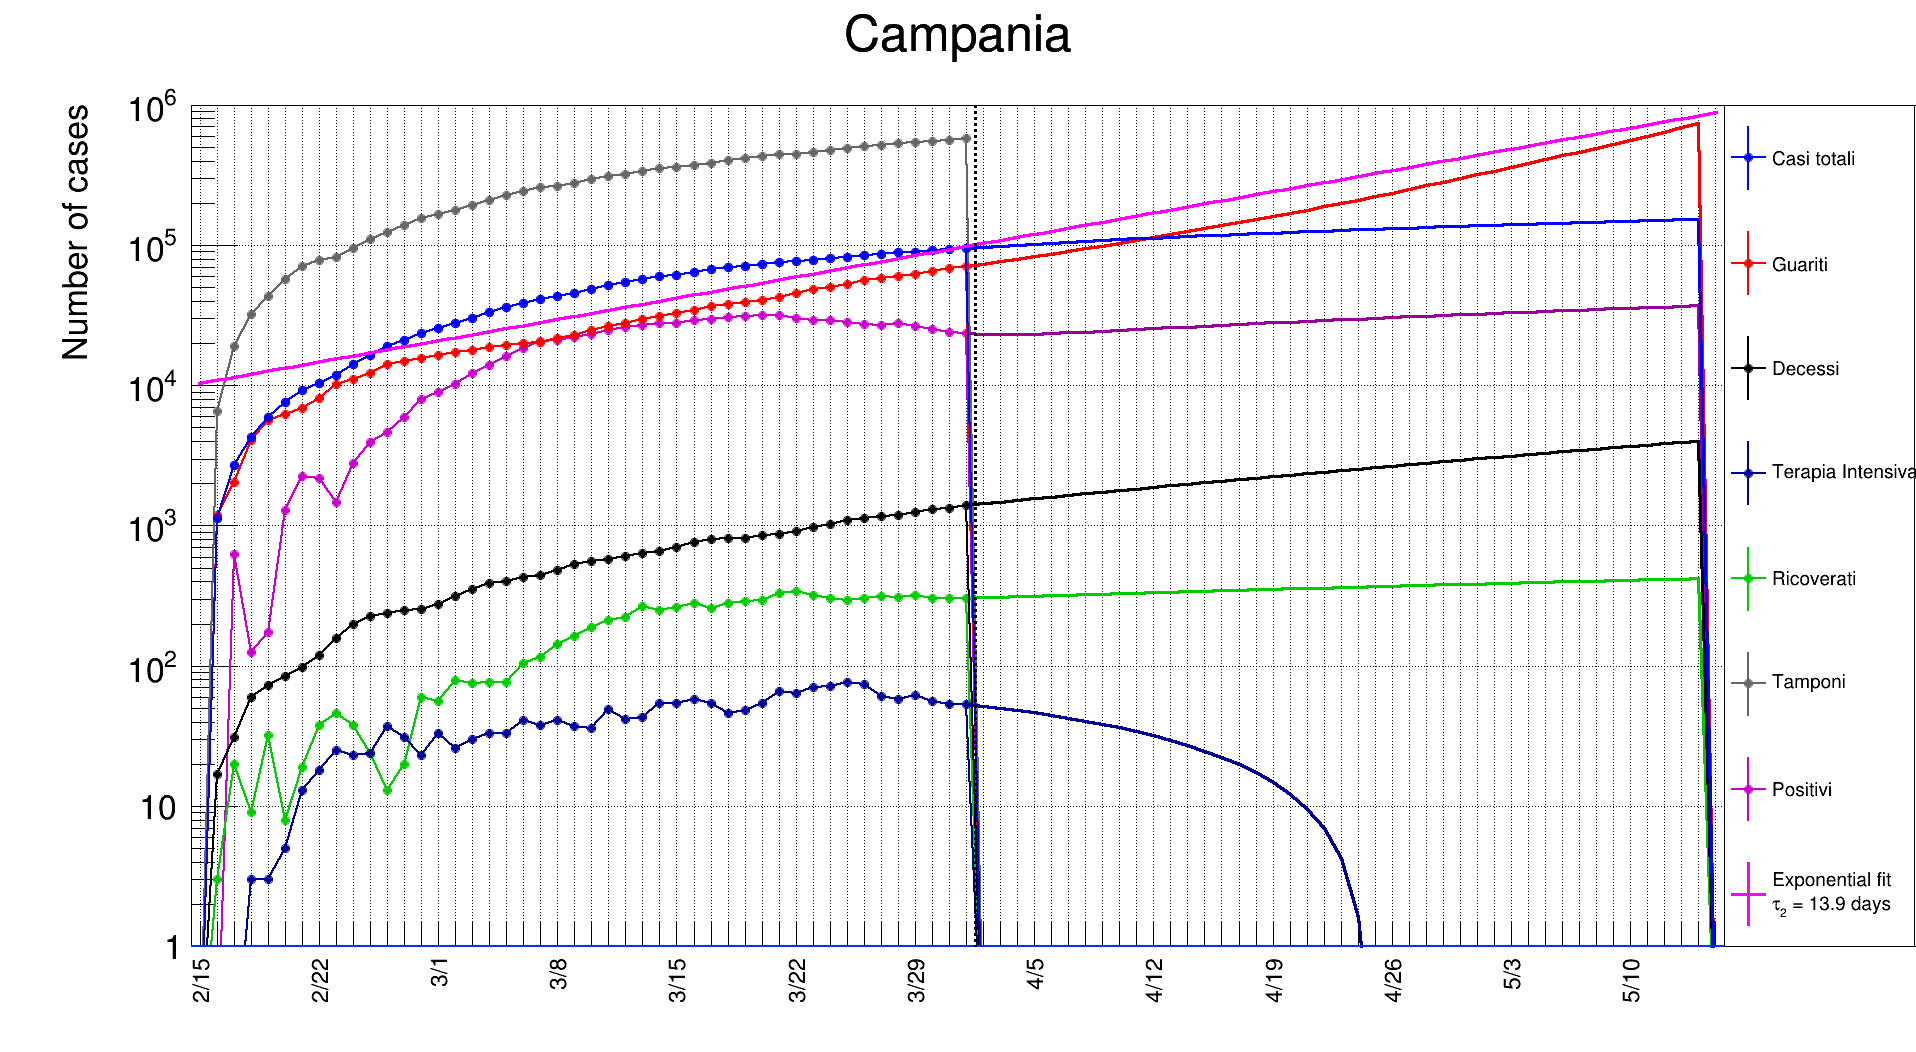 Campania
Number of cases
10^6
10^5
10^4
10^3
10^2
10
1
2/15
2/22
3/1
3/8
3/15
3/22
3/29
4/5
4/12
4/19
4/26
5/3
5/10
Casi totali
Guariti
Decessi
Terapia Intensiva
Ricoverati
Tamponi
Positivi
Exponential fit
τ₂ = 13.9 days